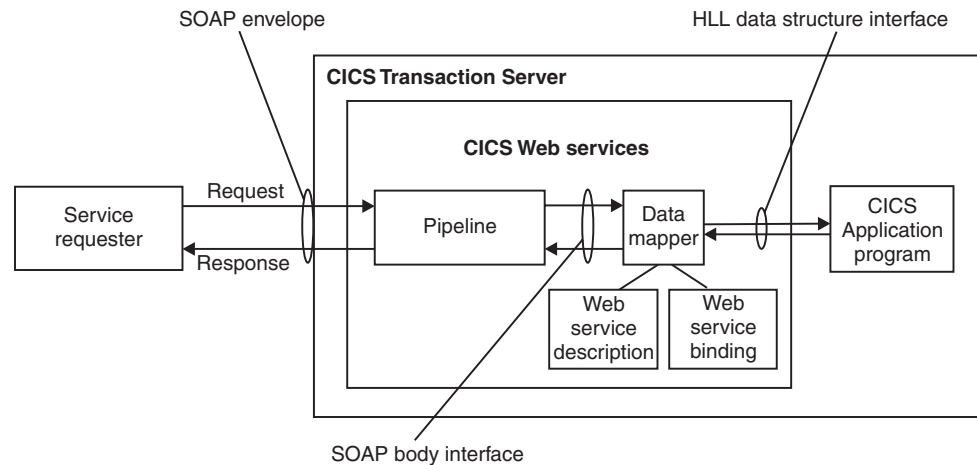 SOAP envelope
HLL data structure interface
CICS Transaction Server
CICS Web services
Service
requester
Request
Response
Pipeline
Data
mapper
CICS
Application
program
Web
service
description
Web
service
binding
SOAP body interface